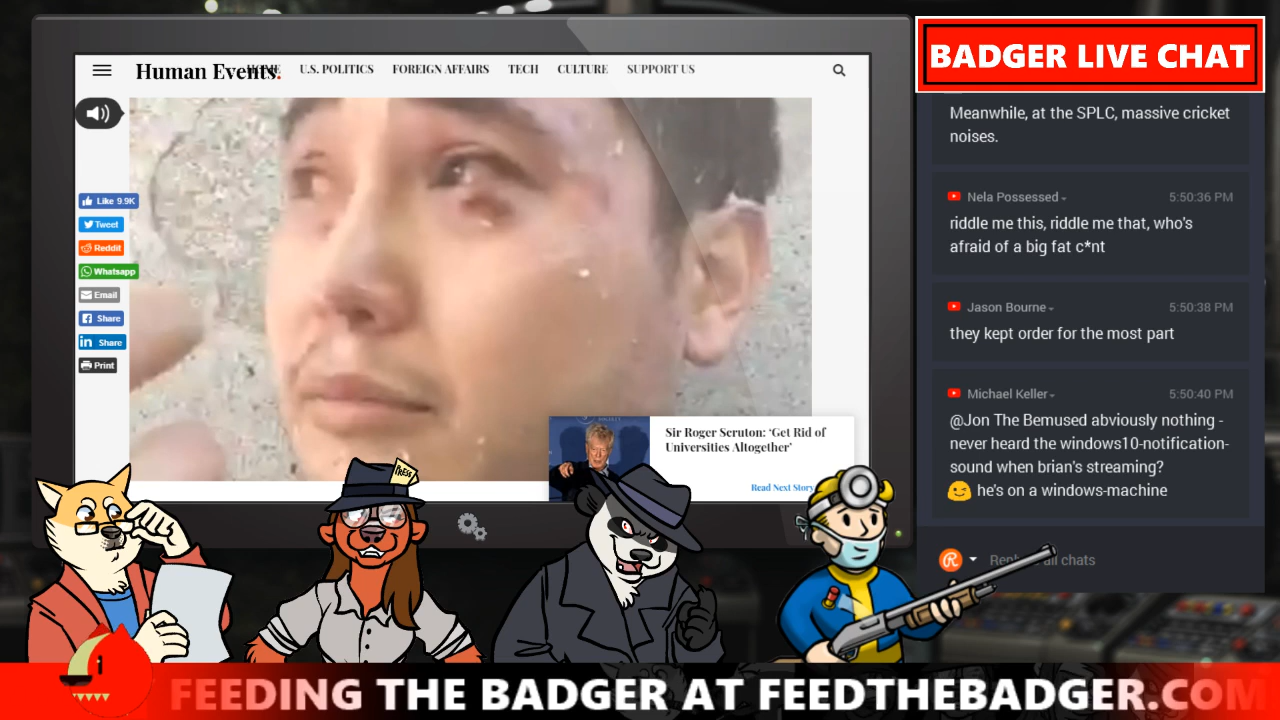 Human Events.
HOME
U.S. POLITICS
FOREIGN AFFAIRS
TECH
CULTURE
SUPPORT US
Like 9.9K
Tweet
Reddit
Whatsapp
Email
Share
Share
Print
Sir Roger Scruton: ‘Get Rid of
Universities Altogether’
Read Next Story
PRESS
BADGER LIVE CHAT
Meanwhile, at the SPLC, massive cricket
noises.
Nela Possessed 5:50:36 PM
riddle me this, riddle me that, who's
afraid of a big fat c*nt
Jason Bourne 5:50:38 PM
they kept order for the most part
Michael Keller 5:50:40 PM
@Jon The Bemused abviously nothing -
never heard the windows10-notification-
sound when brian's streaming?
he's on a windows-machine
all chats
FEEDING THE BADGER AT FEEDTHEBADGER.COM